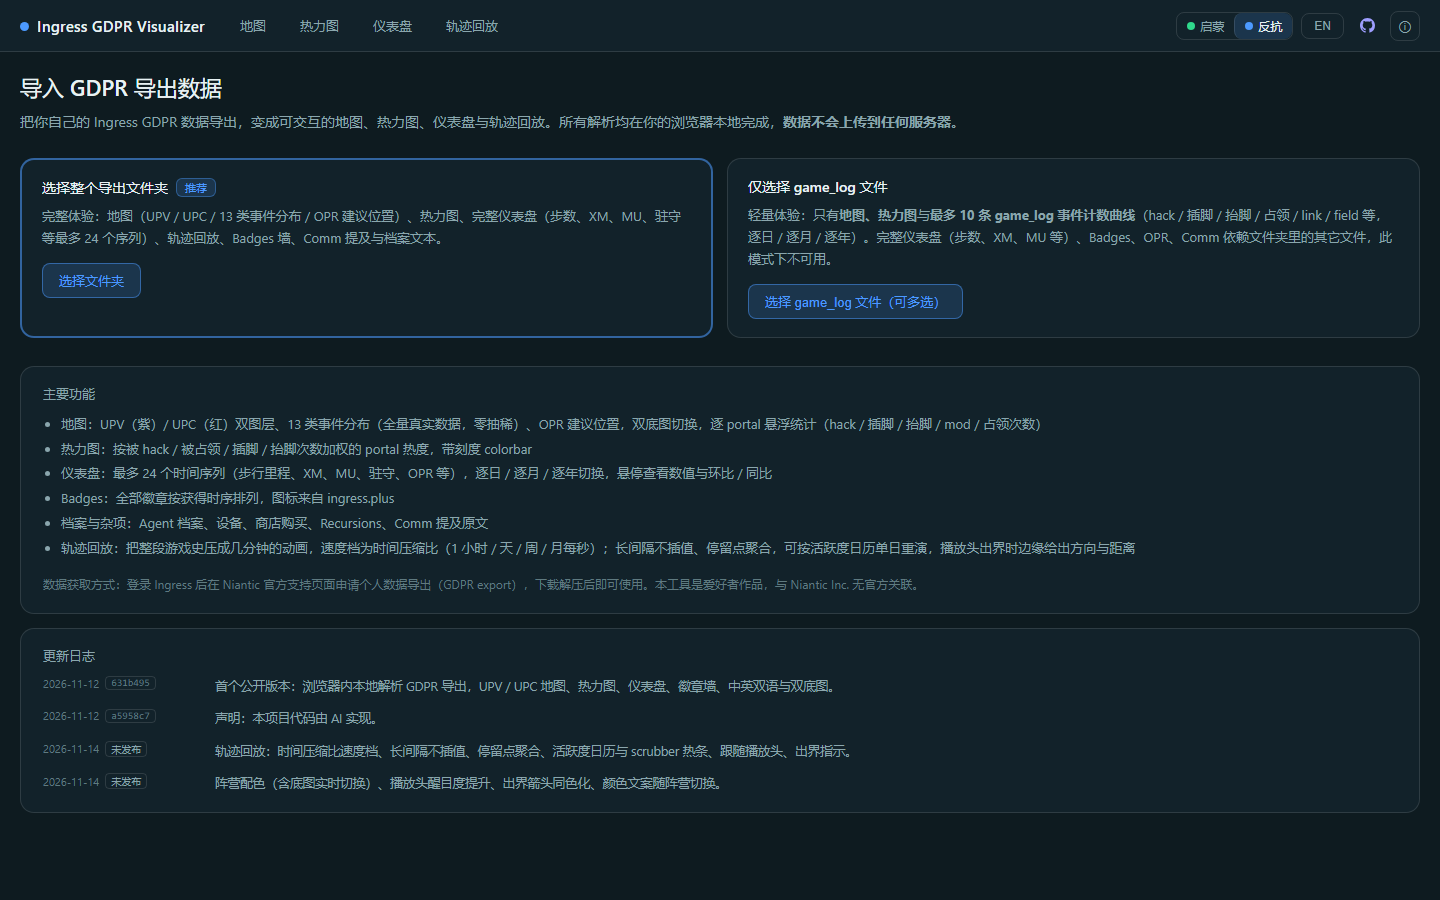 Ingress GDPR Visualizer 地图 热力图 仪表盘 轨迹回放 启蒙 反抗 EN
导入 GDPR 导出数据
把你自己的 Ingress GDPR 数据导出，变成可交互的地图、热力图、仪表盘与轨迹回放。所有解析均在你的浏览器本地完成，数据不会上传到任何服务器。
选择整个导出文件夹 推荐
完整体验：地图（UPV / UPC / 13 类事件分布 / OPR 建议位置）、热力图、完整仪表盘（步数、XM、MU、驻守
等最多 24 个序列）、轨迹回放、Badges 墙、Comm 提及与档案文本。
选择文件夹
仅选择 game_log 文件
轻量体验：只有地图、热力图与最多 10 条 game_log 事件计数曲线（hack / 插脚 / 抬脚 / 占领 / link / field 等，
逐日 / 逐月 / 逐年）。完整仪表盘（步数、XM、MU 等）、Badges、OPR、Comm 依赖文件夹里的其它文件，此
模式下不可用。
选择 game_log 文件（可多选）
主要功能
地图：UPV（紫）/ UPC（红）双图层、13 类事件分布（全量真实数据，零抽稀）、OPR 建议位置，双底图切换，逐 portal 悬浮统计（hack / 插脚 / 抬脚 / mod / 占领次数）
热力图：按被 hack / 被占领 / 插脚 / 抬脚次数加权的 portal 热度，带刻度 colorbar
仪表盘：最多 24 个时间序列（步行里程、XM、MU、驻守、OPR 等），逐日 / 逐月 / 逐年切换，悬停查看数值与环比 / 同比
Badges：全部徽章按获得时序排列，图标来自 ingress.plus
档案与杂项：Agent 档案、设备、商店购买、Recursions、Comm 提及原文
轨迹回放：把整段游戏史压成几分钟的动画，速度档为时间压缩比（1 小时 / 天 / 周 / 月每秒）；长间隔不插值、停留点聚合，可按活跃度日历单日重演，播放头出界时边缘给出方向与距离
数据获取方式：登录 Ingress 后在 Niantic 官方支持页面申请个人数据导出（GDPR export），下载解压后即可使用。本工具是爱好者作品，与 Niantic Inc. 无官方关联。
更新日志
2026-11-12 631b495 首个公开版本：浏览器内本地解析 GDPR 导出，UPV / UPC 地图、热力图、仪表盘、徽章墙、中英双语与双底图。
2026-11-12 a5958c7 声明：本项目代码由 AI 实现。
2026-11-14 未发布 轨迹回放：时间压缩比速度档、长间隔不插值、停留点聚合、活跃度日历与 scrubber 热条、跟随播放头、出界指示。
2026-11-14 未发布 阵营配色（含底图实时切换）、播放头醒目度提升、出界箭头同色化、颜色文案随阵营切换。